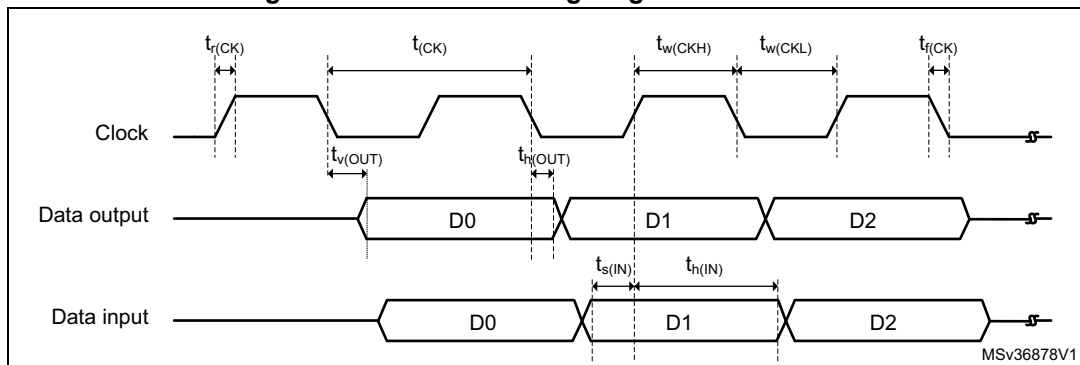 t_r(CK) t_(CK) t_w(CKH) t_w(CKL) t_f(CK)
Clock
t_v(OUT) t_h(OUT)
Data output D0 D1 D2
t_s(IN) t_h(IN)
Data input D0 D1 D2
MSv36878V1